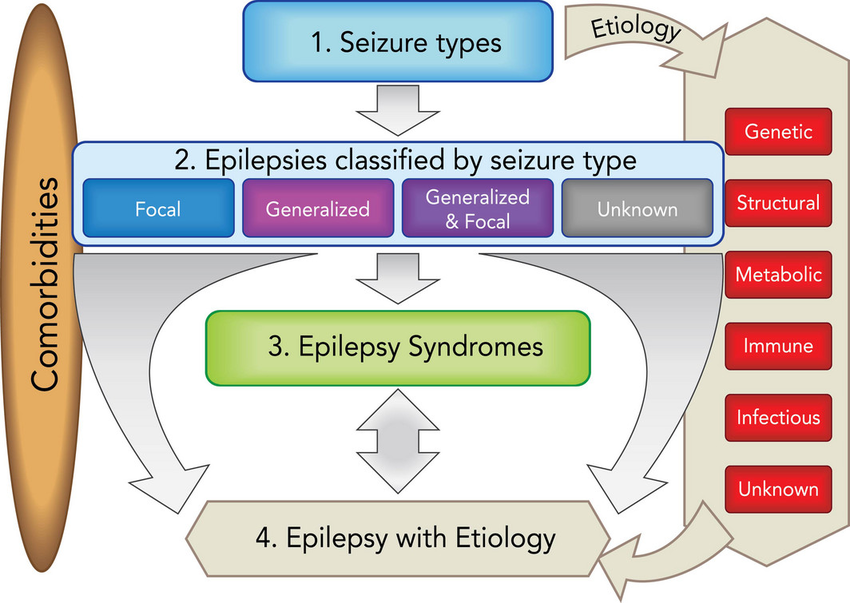 1. Seizure types
Etiology
Comorbidities
2. Epilepsies classified by seizure type
Focal
Generalized
Generalized
& Focal
Unknown
3. Epilepsy Syndromes
4. Epilepsy with Etiology
Genetic
Structural
Metabolic
Immune
Infectious
Unknown